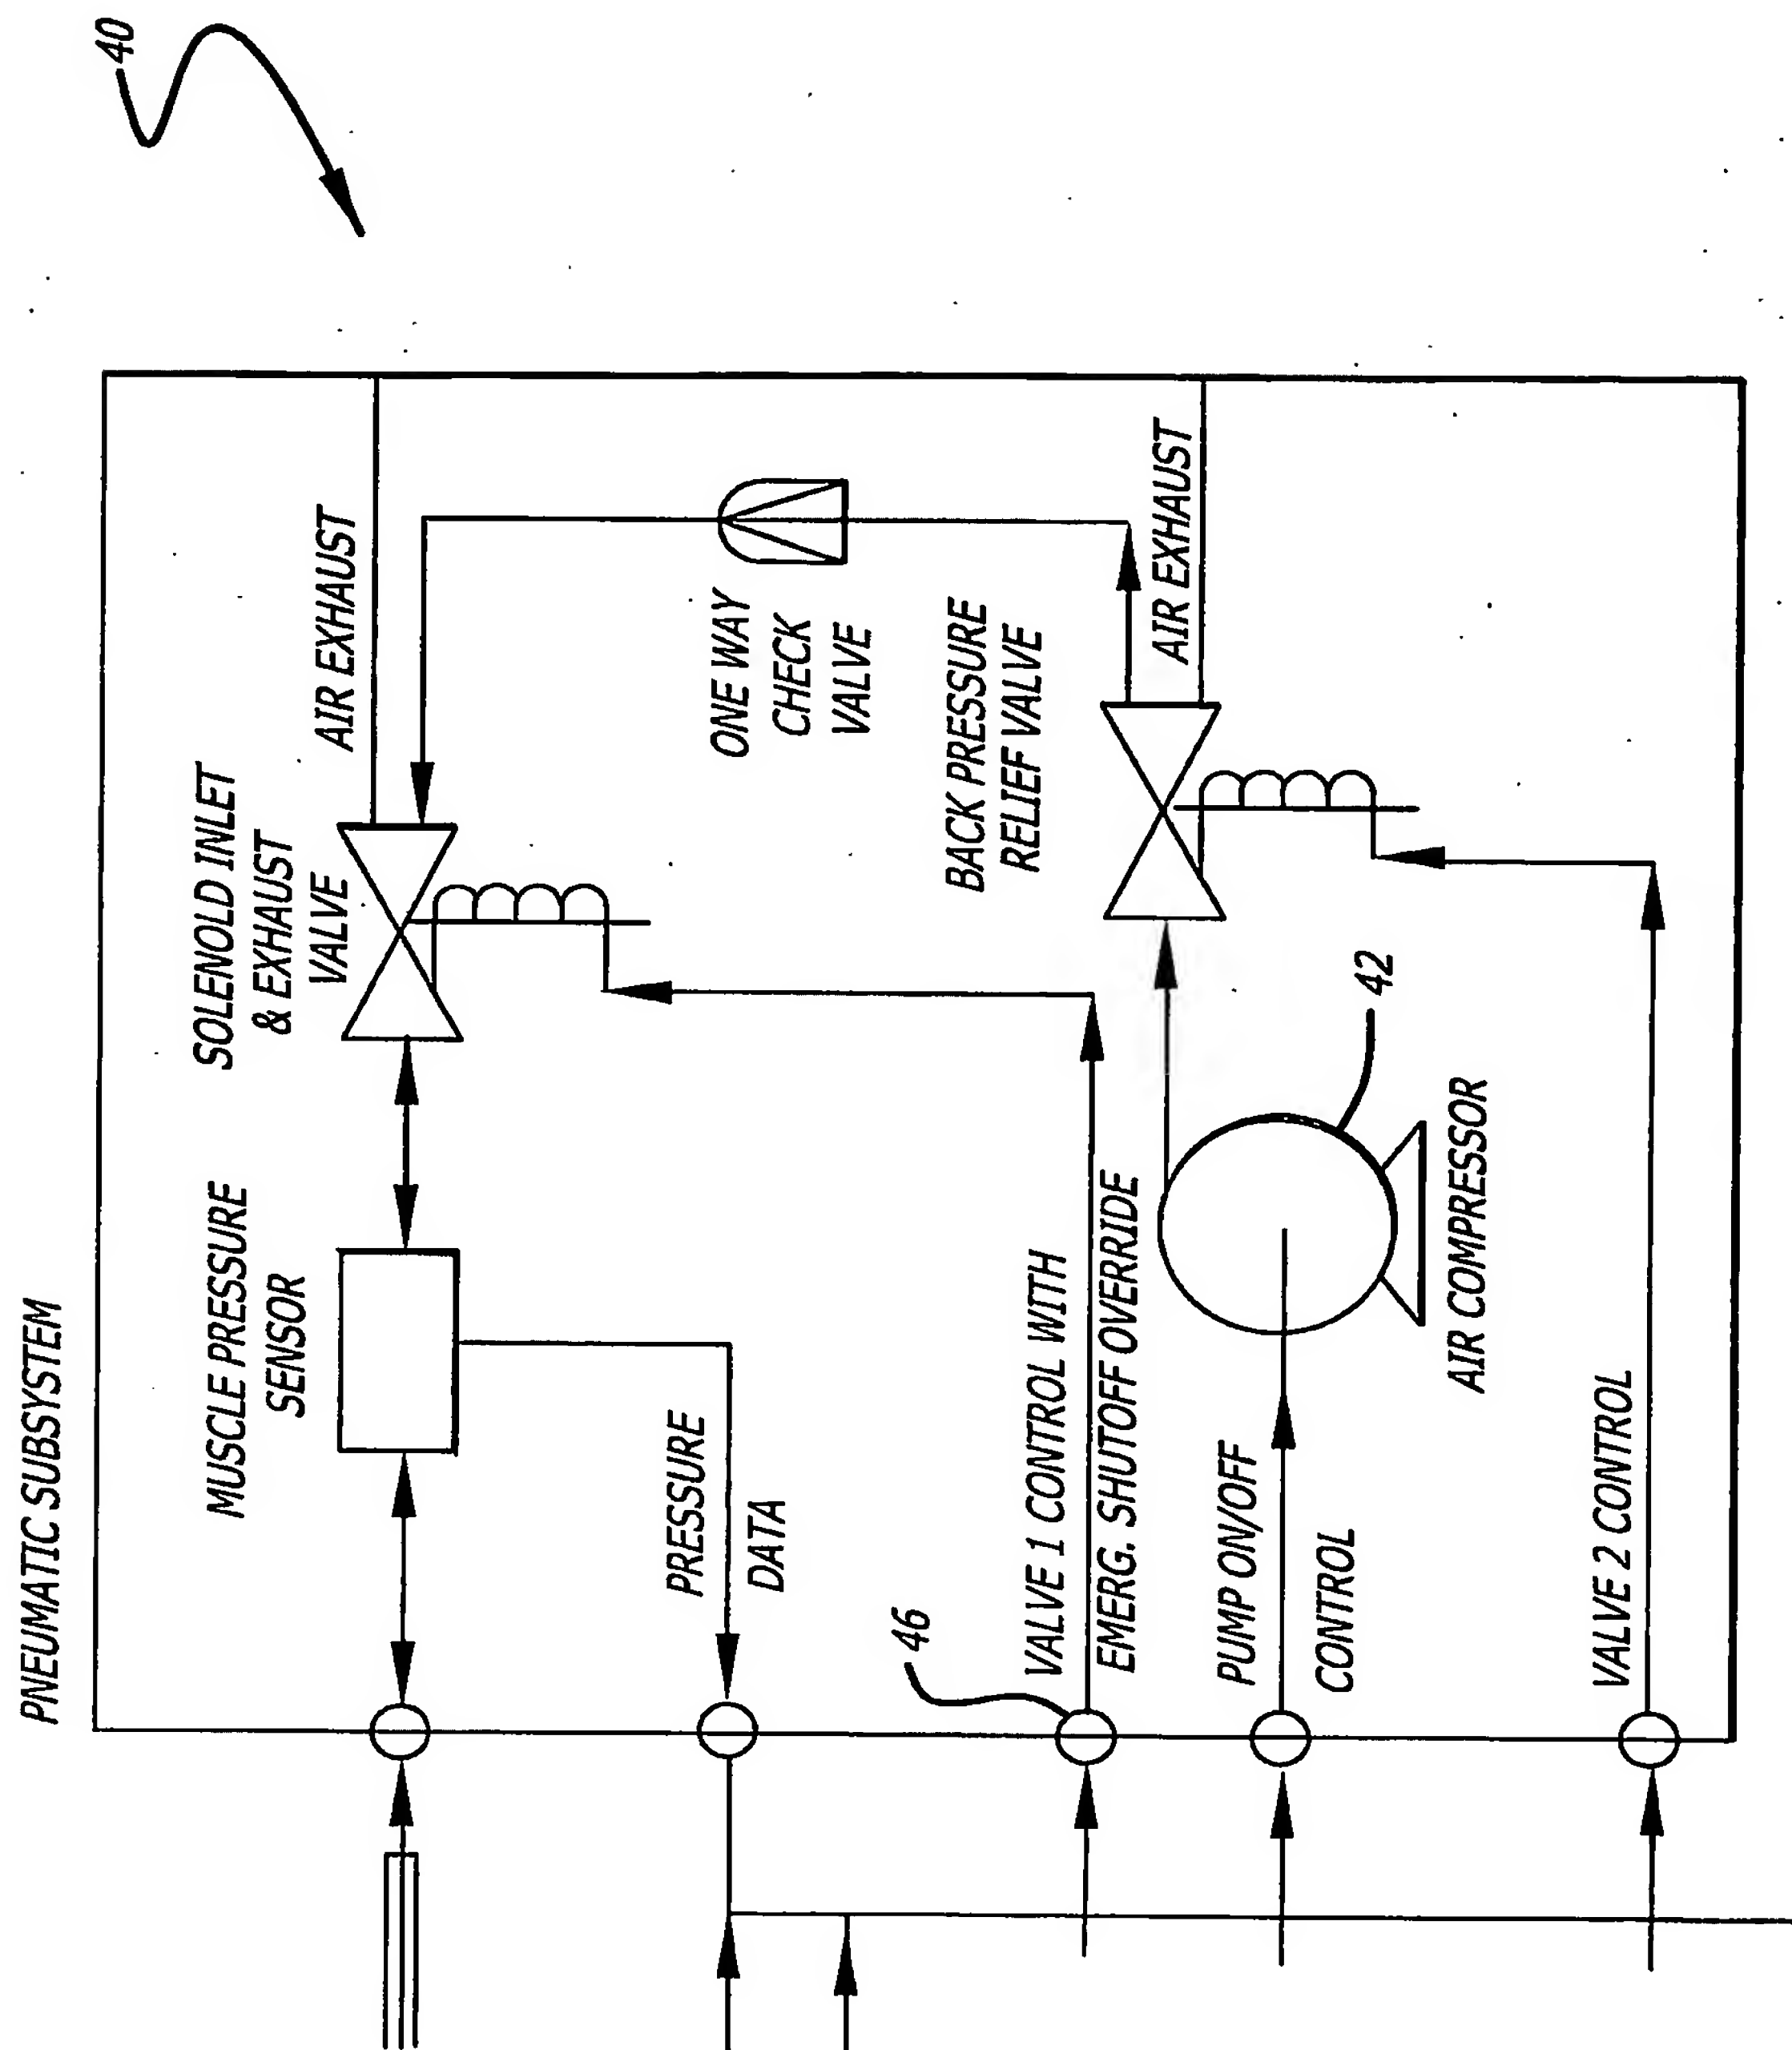 PNEUMATIC SUBSYSTEM
40
MUSCLE PRESSURE
SENSOR
SOLENOLD INLET
& EXHAUST
VALVE
AIR EXHAUST
PRESSURE
DATA
ONE WAY
CHECK
VALVE
46
VALVE 1 CONTROL WITH
EMERG. SHUTOFF OVERRIDE
BACK PRESSURE
RELIEF VALVE
AIR EXHAUST
PUMP ON/OFF
CONTROL
42
AIR COMPRESSOR
VALVE 2 CONTROL